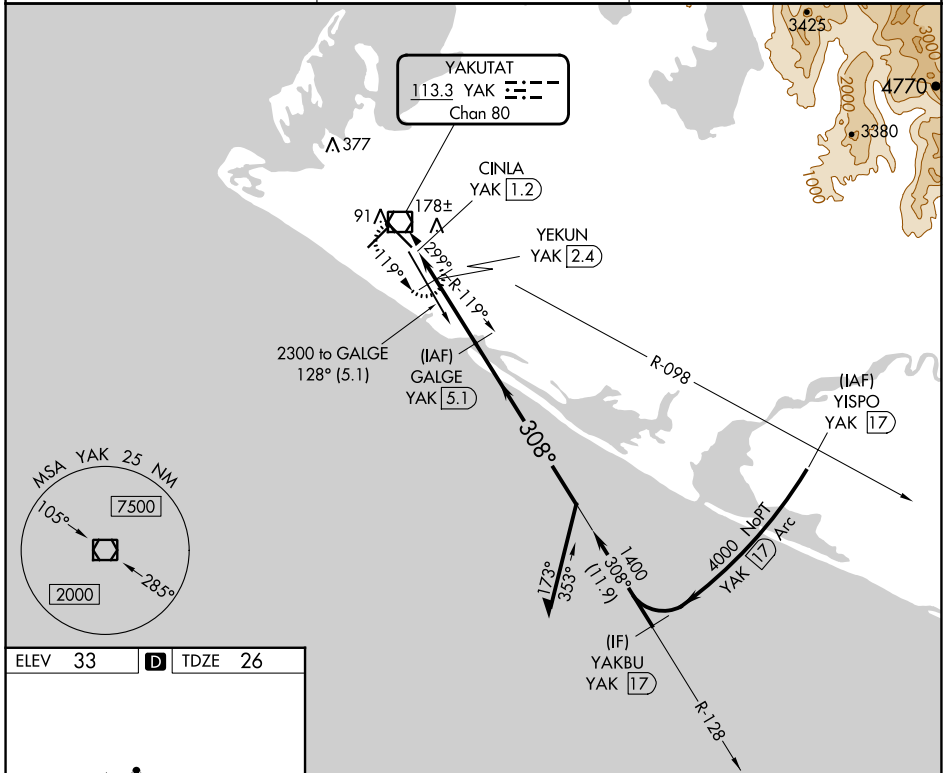 3425
3000
4770
2000
3380
1000
YAKUTAT
113.3 YAK
Chan 80
377
CINLA
YAK 1.2
178±
91
YEKUN
YAK 2.4
299°
R-119°
119°
2300 to GALGE
128° (5.1)
(IAF)
GALGE
YAK 5.1
R-098
(IAF)
YISPO
YAK 17
308°
MSA YAK 25 NM
105°
7500
285°
2000
4000 NoPT
YAK 17 Arc
1400
308°
(11.9)
173°
353°
(IF)
YAKBU
YAK 17
R-128
ELEV 33 D TDZE 26